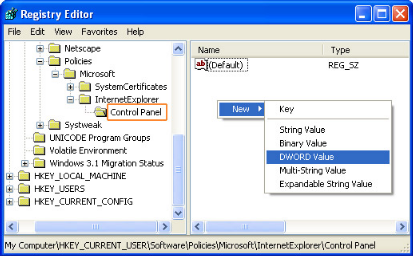 Registry Editor
File Edit View Favorites Help
Netscape
Policies
Microsoft
SystemCertificates
InternetExplorer
Control Panel
Systweak
UNICODE Program Groups
Volatile Environment
Windows 3.1 Migration Status
HKEY_LOCAL_MACHINE
HKEY_USERS
HKEY_CURRENT_CONFIG
Name Type
ab (Default) REG_SZ
New
Key
String Value
Binary Value
DWORD Value
Multi-String Value
Expandable String Value
My Computer\HKEY_CURRENT_USER\Software\Policies\Microsoft\InternetExplorer\Control Panel